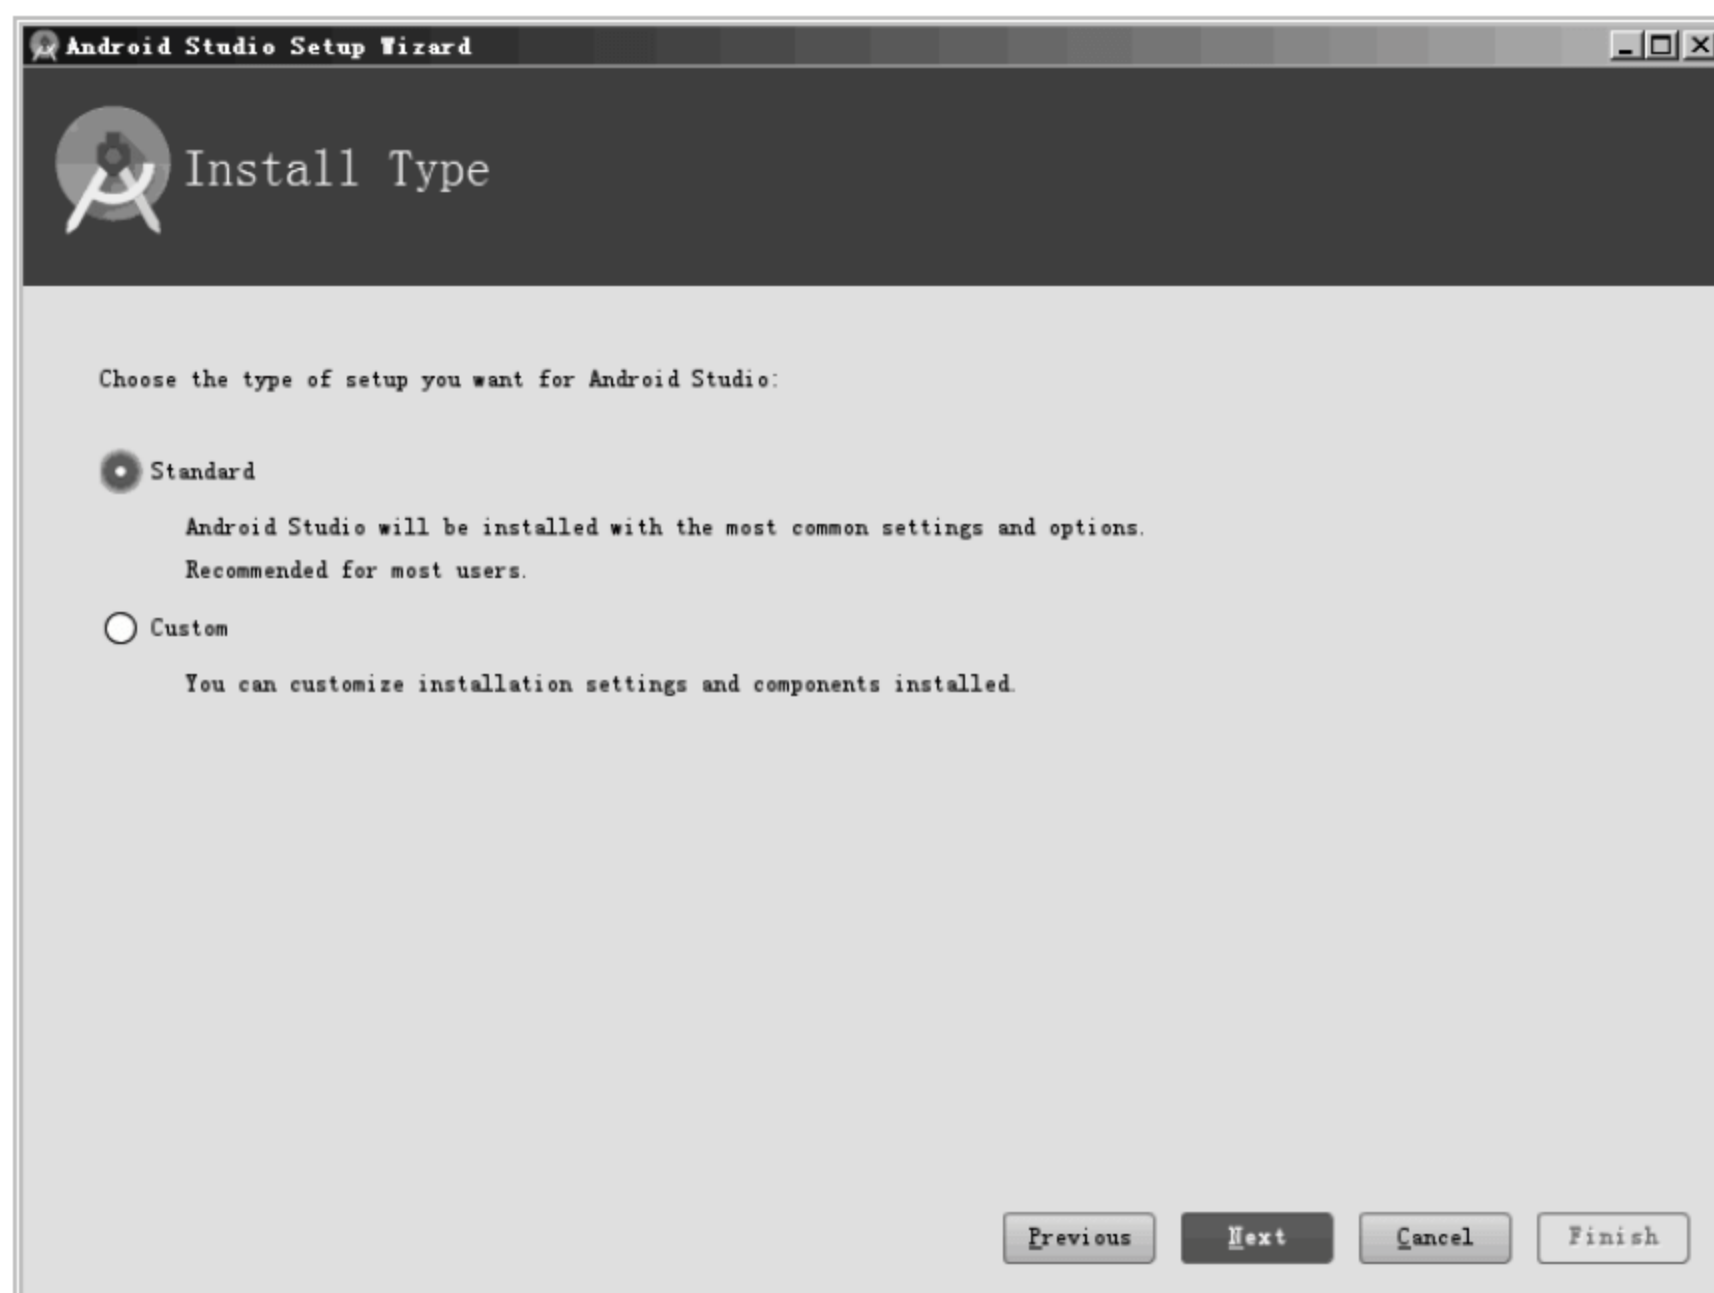 Android Studio Setup Wizard
Install Type
Choose the type of setup you want for Android Studio:
Standard
Android Studio will be installed with the most common settings and options.
Recommended for most users.
Custom
You can customize installation settings and components installed.
Previous Next Cancel Finish